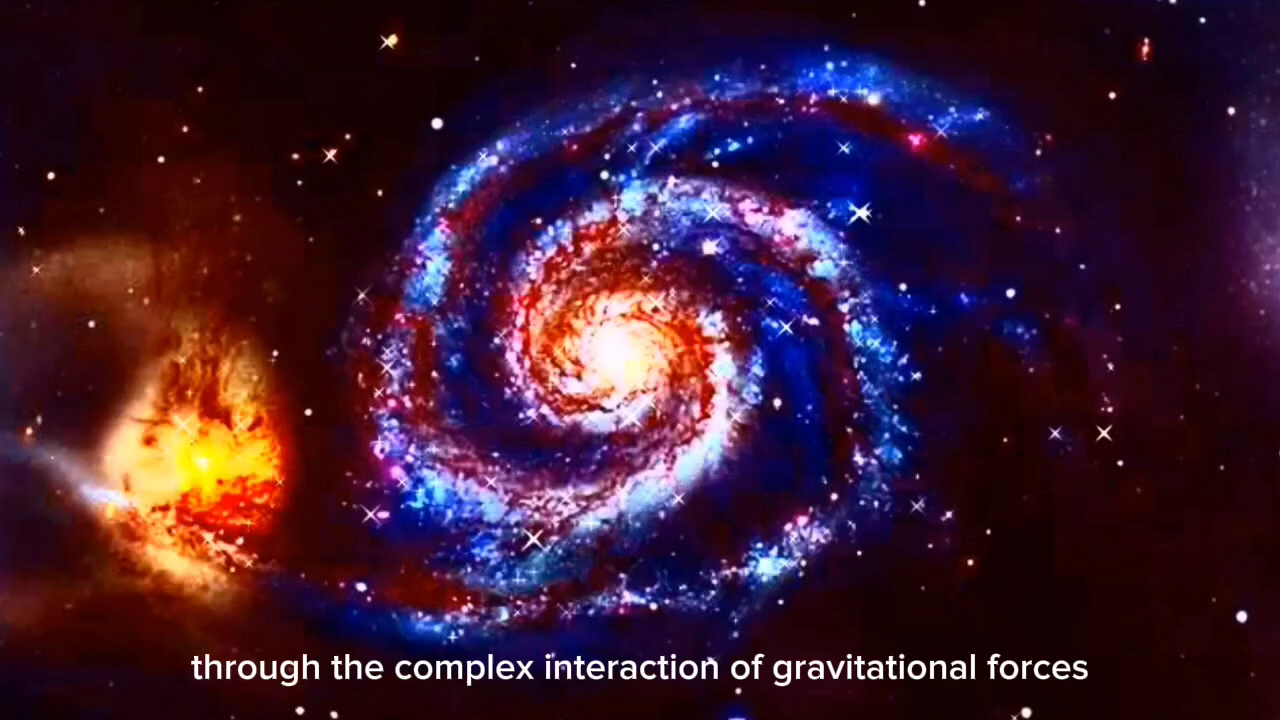 through the complex interaction of gravitational forces